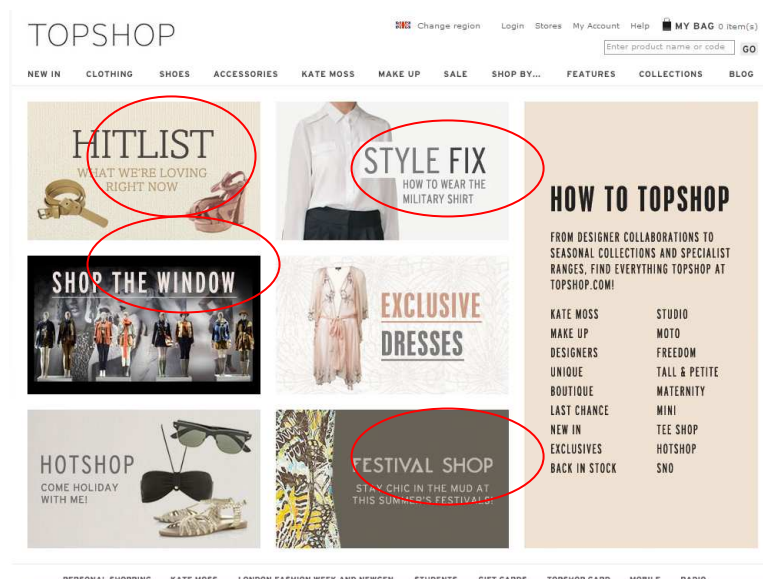 TOPSHOP
Change region Login Stores My Account Help MY BAG 0 item(s)
Enter product name or code GO
NEW IN CLOTHING SHOES ACCESSORIES KATE MOSS MAKE UP SALE SHOP BY... FEATURES COLLECTIONS BLOG
HITLIST
WHAT WE'RE LOVING
RIGHT NOW
STYLE FIX
HOW TO WEAR THE
MILITARY SHIRT
SHOP THE WINDOW
EXCLUSIVE
DRESSES
HOTSHOP
COME HOLIDAY
WITH ME!
FESTIVAL SHOP
STAY CHIC IN THE MUD AT
THIS SUMMER'S FESTIVALS!
HOW TO TOPSHOP
FROM DESIGNER COLLABORATIONS TO
SEASONAL COLLECTIONS AND SPECIALIST
RANGES, FIND EVERYTHING TOPSHOP AT
TOPSHOP.COM!
KATE MOSS STUDIO
MAKE UP MOTO
DESIGNERS FREEDOM
UNIQUE TALL & PETITE
BOUTIQUE MATERNITY
LAST CHANCE MINI
NEW IN TEE SHOP
EXCLUSIVES HOTSHOP
BACK IN STOCK SNO
PERSONAL SHOPPING KATE MOSS LONDON FASHION WEEK AND NEWGEN STUDENTS GIFT CARDS TOPSHOP CARD MOBILE RADIO